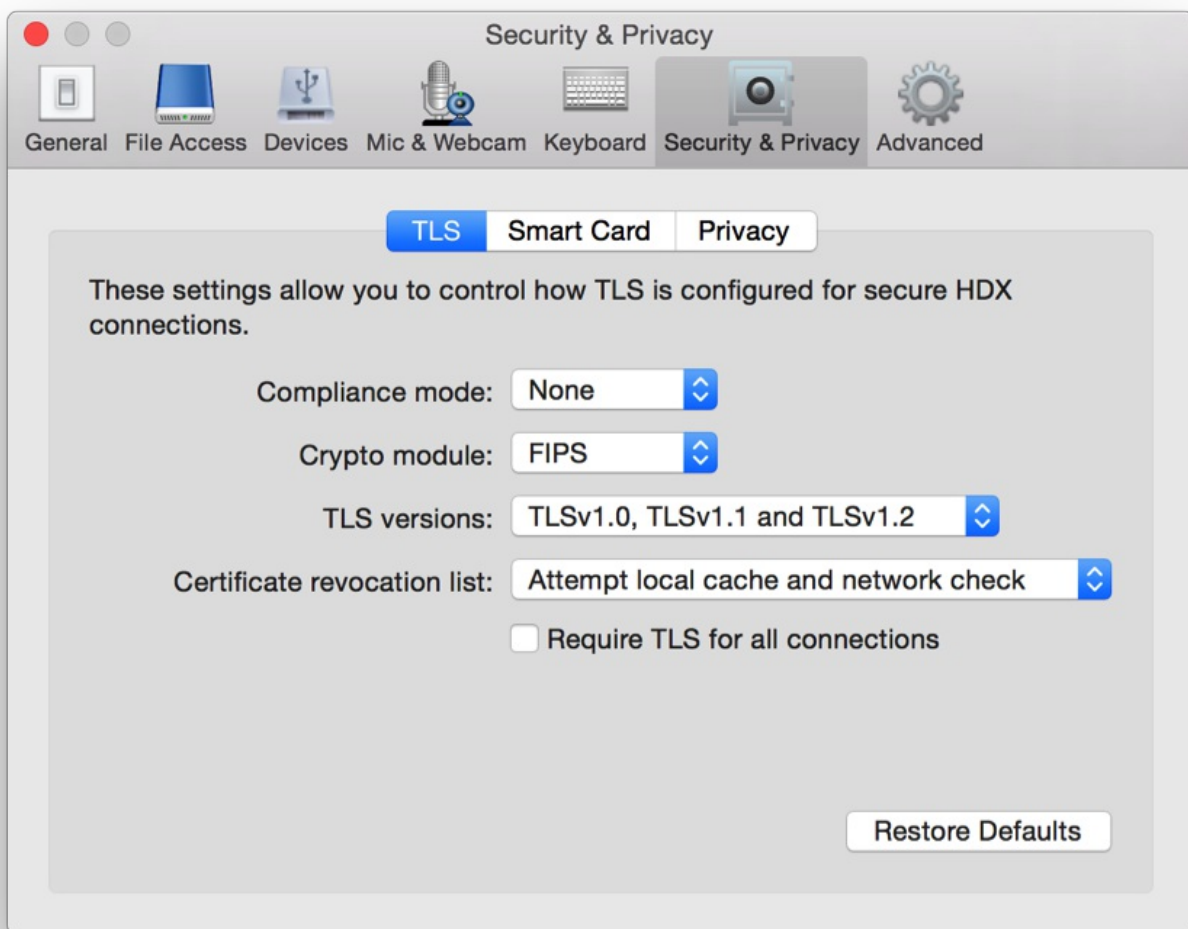 Security & Privacy
General File Access Devices Mic & Webcam Keyboard Security & Privacy Advanced
TLS Smart Card Privacy
These settings allow you to control how TLS is configured for secure HDX
connections.
Compliance mode: None
Crypto module: FIPS
TLS versions: TLSv1.0, TLSv1.1 and TLSv1.2
Certificate revocation list: Attempt local cache and network check
Require TLS for all connections
Restore Defaults